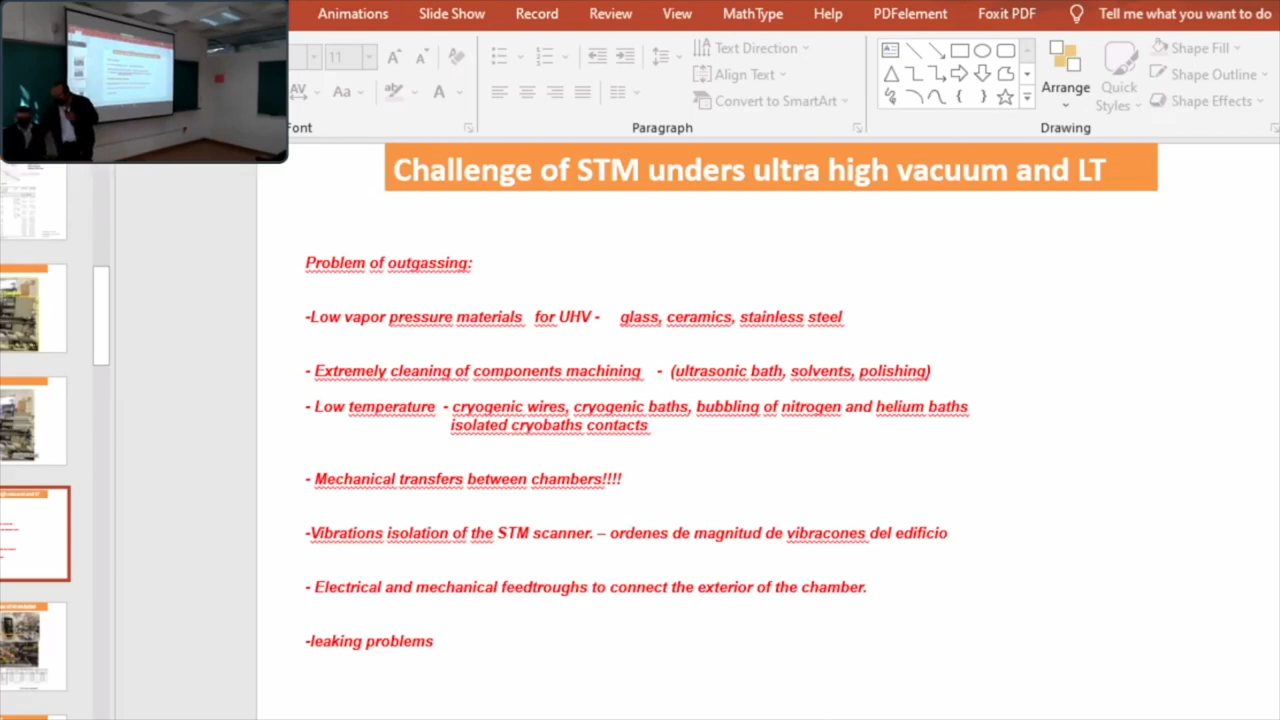 Animations Slide Show Record Review View MathType Help PDFelement Foxit PDF Tell me what you want to do
11 Text Direction Shape Fill
Align Text Arrange Quick Shape Outline
Aa Convert to SmartArt Styles Shape Effects
Font Paragraph Drawing
Challenge of STM unders ultra high vacuum and LT
Problem of outgassing:
-Low vapor pressure materials for UHV - glass, ceramics, stainless steel
- Extremely cleaning of components machining - (ultrasonic bath, solvents, polishing)
- Low temperature - cryogenic wires, cryogenic baths, bubbling of nitrogen and helium baths
isolated cryobaths contacts
- Mechanical transfers between chambers!!!!
-Vibrations isolation of the STM scanner. – ordenes de magnitud de vibracones del edificio
- Electrical and mechanical feedtroughs to connect the exterior of the chamber.
-leaking problems